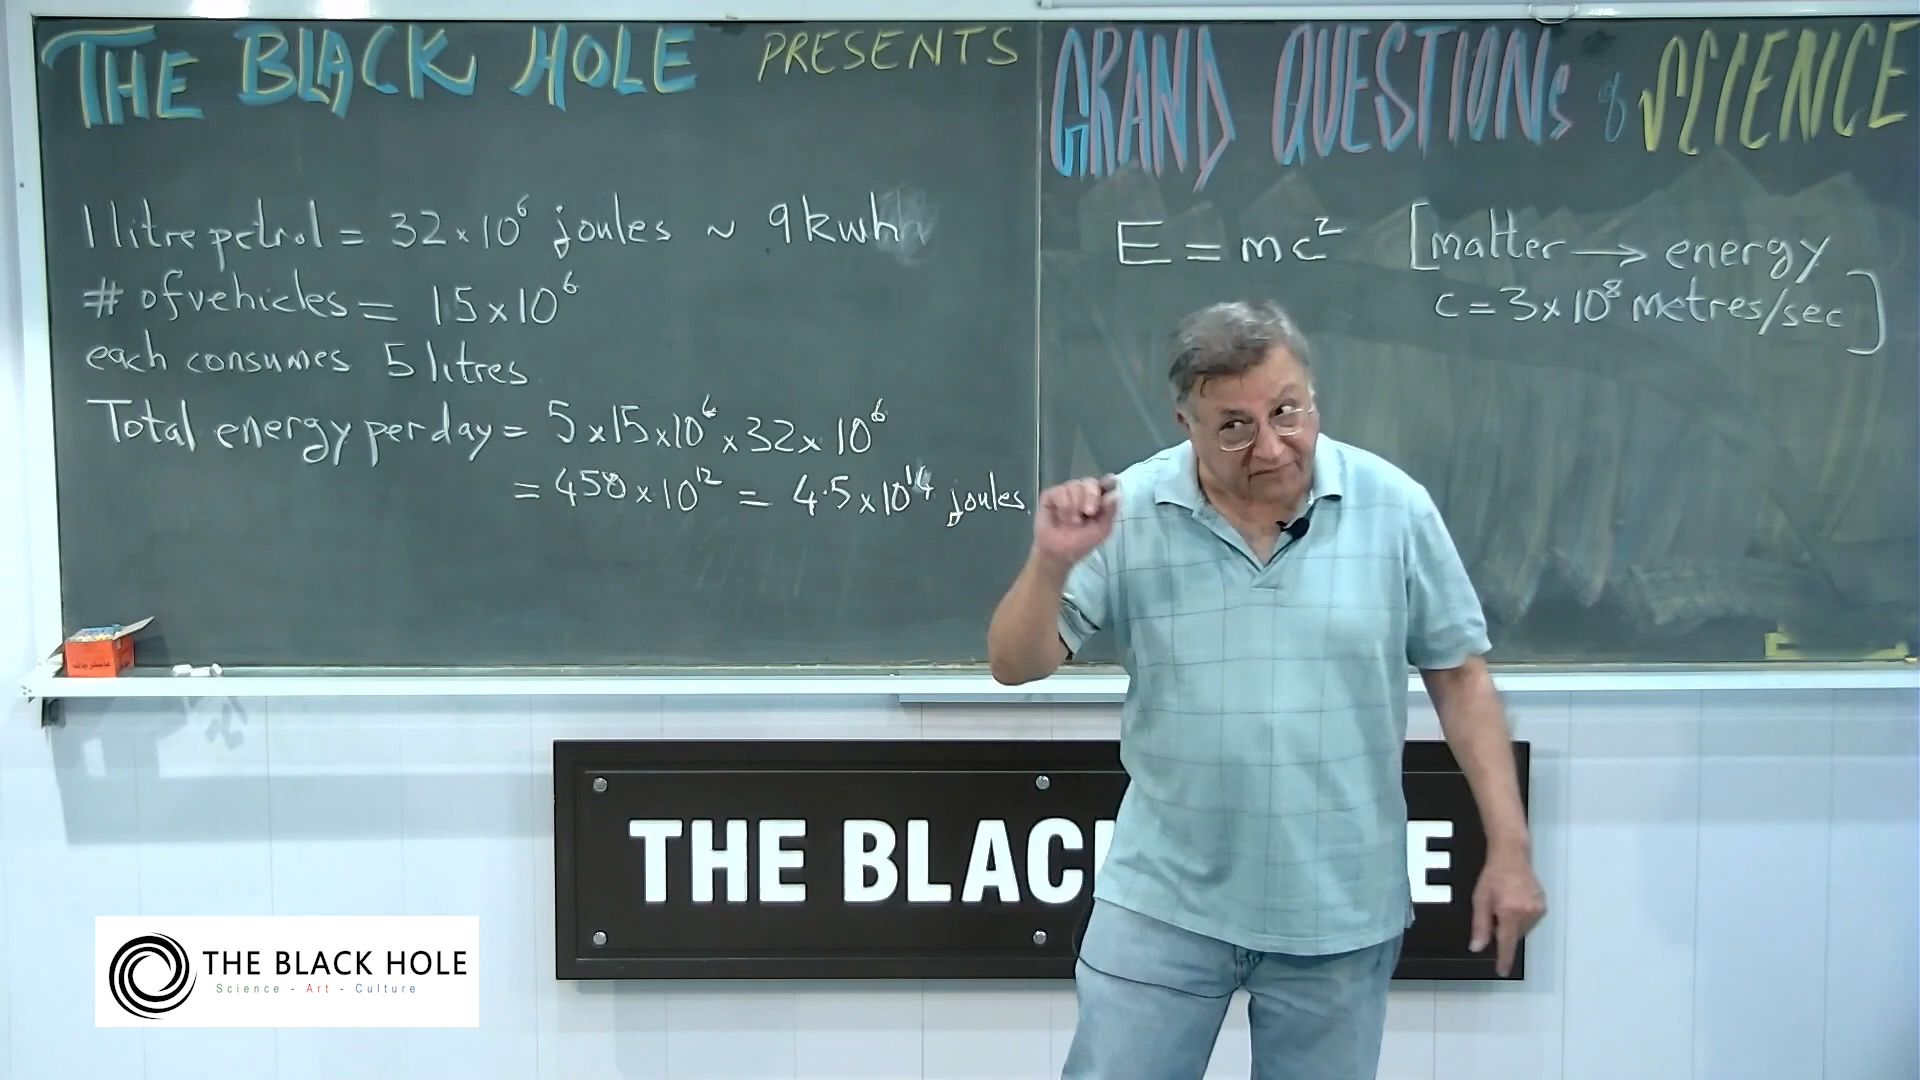 THE BLACK HOLE PRESENTS
GRAND QUESTIONs of SCIENCE
1 litre petrol = 32 × 10⁶ joules ~ 9 kwh
# of vehicles = 15 × 10⁶
each consumes 5 litres
Total energy per day = 5 × 15 × 10⁶ × 32 × 10⁶
= 450 × 10¹² = 4.5 × 10¹⁴ joules.
E = mc² [matter → energy
c = 3 × 10⁸ metres/sec]
THE BLAC E
THE BLACK HOLE
Science - Art - Culture